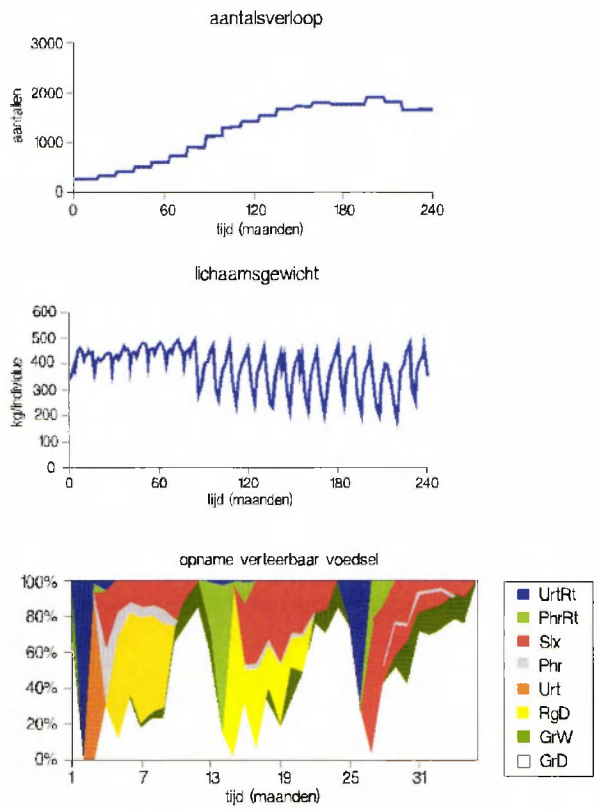 aantalsverloop
3000
2000
1000
0
aantallen
0 60 120 180 240
tijd (maanden)
lichaamsgewicht
600
500
400
300
200
100
0
kg/individue
0 60 120 180 240
tijd (maanden)
opname verteerbaar voedsel
100%
80%
60%
40%
20%
0%
1 7 13 19 25 31
tijd (maanden)
UrtRt
PhrRt
Slx
Phr
Urt
RgD
GrW
GrD